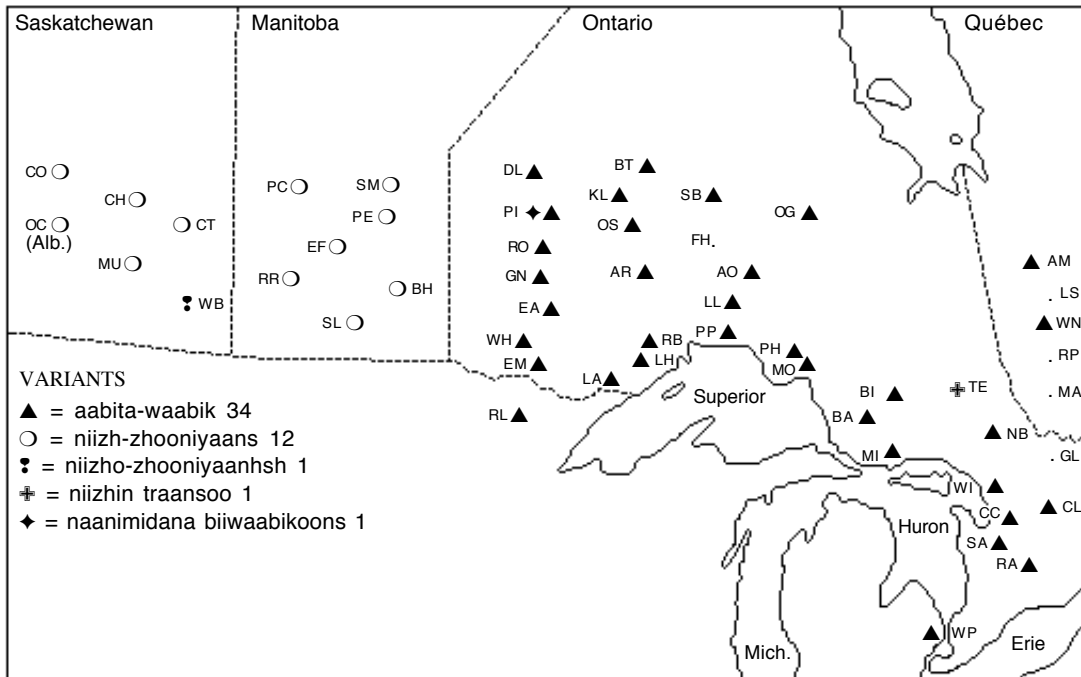 Saskatchewan Manitoba Ontario Québec
CO
CH
OC
(Alb.)
CT
MU
WB
PC
SM
PE
EF
RR
BH
SL
DL
BT
KL
SB
PI
OS
OG
RO
FH
GN
AR
AO
EA
LL
WH
RB
PP
EM
LH
PH
LA
MO
RL
AM
LS
WN
RP
BI
TE
MA
BA
NB
MI
GL
WI
CC
CL
SA
RA
WP
Superior
Huron
Mich.
Erie
VARIANTS
▲ = aabita-waabik 34
❍ = niizh-zhooniyaans 12
❢ = niizho-zhooniyaanhsh 1
✙ = niizhin traansoo 1
✦ = naanimidana biiwaabikoons 1